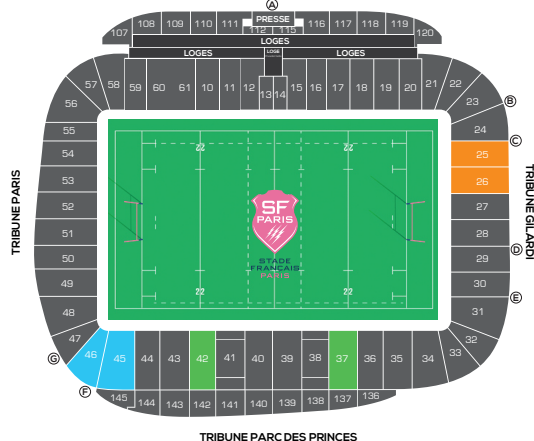 A
108 109 110 111 PRESSE 116 117 118 119
107 112 115 120
LOGES
LOGES LOGE LOGES
57 58 59 60 61 10 11 12 13 14 15 16 17 18 19 20 21 22
56 23 B
55 24
C
54 25
53 26
52 27
51 28
D
50 29
49 30
E
48 31
47 32
G 46 33
F 45 44 43 42 41 40 39 38 37 36 35 34
145 144 143 142 141 140 139 138 137 136
TRIBUNE PARIS
TRIBUNE GILARDI
22 22
SF
PARIS
STADE
FRANÇAIS
PARIS
22 22
TRIBUNE PARC DES PRINCES